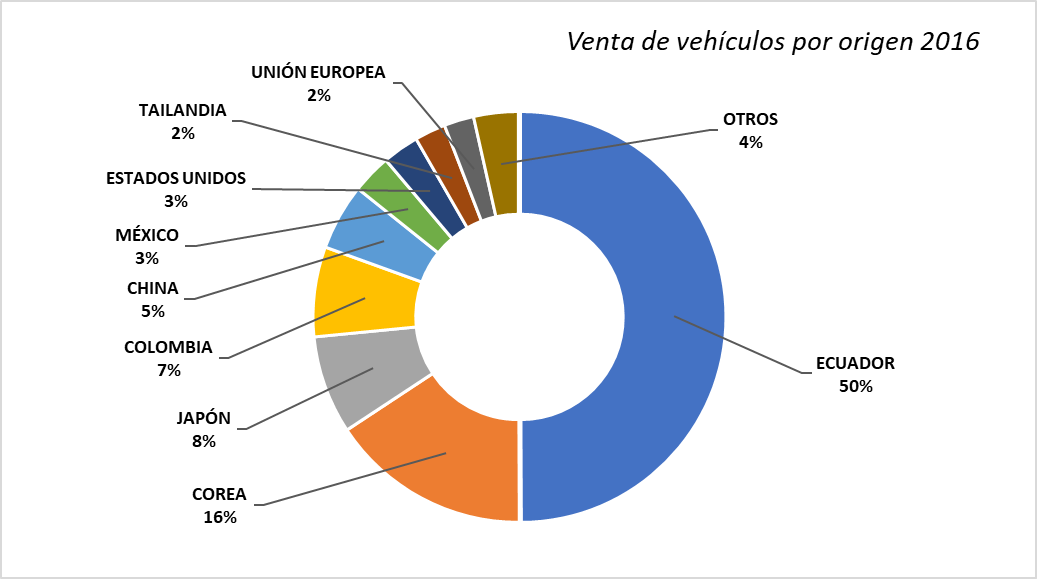 Venta de vehículos por origen 2016
UNIÓN EUROPEA
2%
TAILANDIA
2%
ESTADOS UNIDOS
3%
MÉXICO
3%
CHINA
5%
COLOMBIA
7%
JAPÓN
8%
COREA
16%
OTROS
4%
ECUADOR
50%